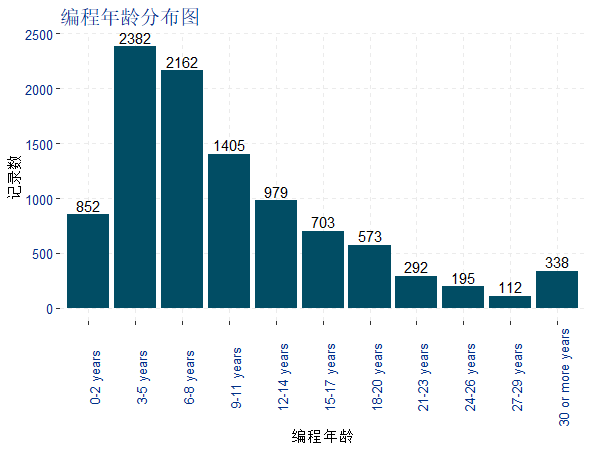 编程年龄分布图
2500
2000
1500
1000
500
0
记录数
852
2382
2162
1405
979
703
573
292
195
112
338
0-2 years
3-5 years
6-8 years
9-11 years
12-14 years
15-17 years
18-20 years
21-23 years
24-26 years
27-29 years
30 or more years
编程年龄